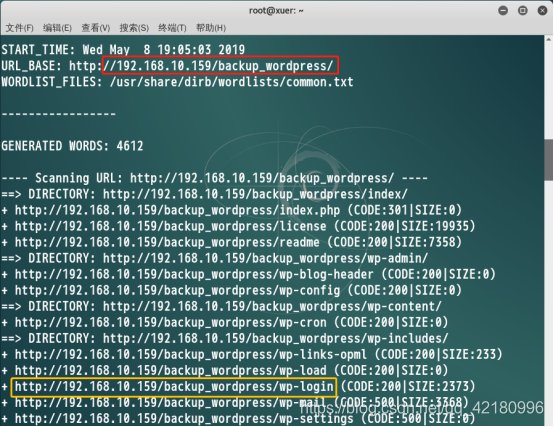 root@xuer: ~
文件(F) 编辑(E) 查看(V) 搜索(S) 终端(T) 帮助(H)
START_TIME: Wed May  8 19:05:03 2019
URL_BASE: http://192.168.10.159/backup_wordpress/
WORDLIST_FILES: /usr/share/dirb/wordlists/common.txt
-----------------
GENERATED WORDS: 4612
---- Scanning URL: http://192.168.10.159/backup_wordpress/ ----
==> DIRECTORY: http://192.168.10.159/backup_wordpress/index/
+ http://192.168.10.159/backup_wordpress/index.php (CODE:301|SIZE:0)
+ http://192.168.10.159/backup_wordpress/license (CODE:200|SIZE:19935)
+ http://192.168.10.159/backup_wordpress/readme (CODE:200|SIZE:7358)
==> DIRECTORY: http://192.168.10.159/backup_wordpress/wp-admin/
+ http://192.168.10.159/backup_wordpress/wp-blog-header (CODE:200|SIZE:0)
+ http://192.168.10.159/backup_wordpress/wp-config (CODE:200|SIZE:0)
==> DIRECTORY: http://192.168.10.159/backup_wordpress/wp-content/
+ http://192.168.10.159/backup_wordpress/wp-cron (CODE:200|SIZE:0)
==> DIRECTORY: http://192.168.10.159/backup_wordpress/wp-includes/
+ http://192.168.10.159/backup_wordpress/wp-links-opml (CODE:200|SIZE:233)
+ http://192.168.10.159/backup_wordpress/wp-load (CODE:200|SIZE:0)
+ http://192.168.10.159/backup_wordpress/wp-login (CODE:200|SIZE:2373)
+ http://192.168.10.159/backup_wordpress/wp-mail (CODE:500|SIZE:3368)
https://blog.csdn.net/qq_42180996
+ http://192.168.10.159/backup_wordpress/wp-settings (CODE:500|SIZE:0)